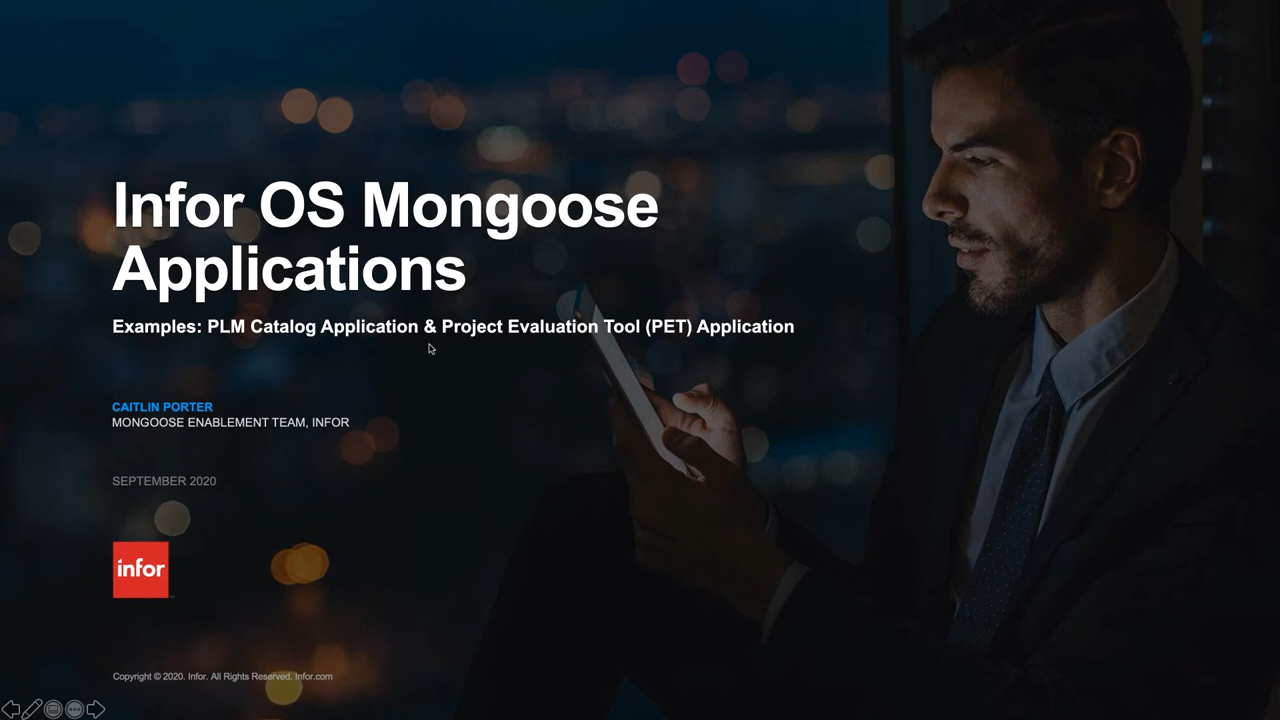 Infor OS Mongoose
Applications
Examples: PLM Catalog Application & Project Evaluation Tool (PET) Application
CAITLIN PORTER
MONGOOSE ENABLEMENT TEAM, INFOR
SEPTEMBER 2020
infor
Copyright © 2020. Infor. All Rights Reserved. Infor.com